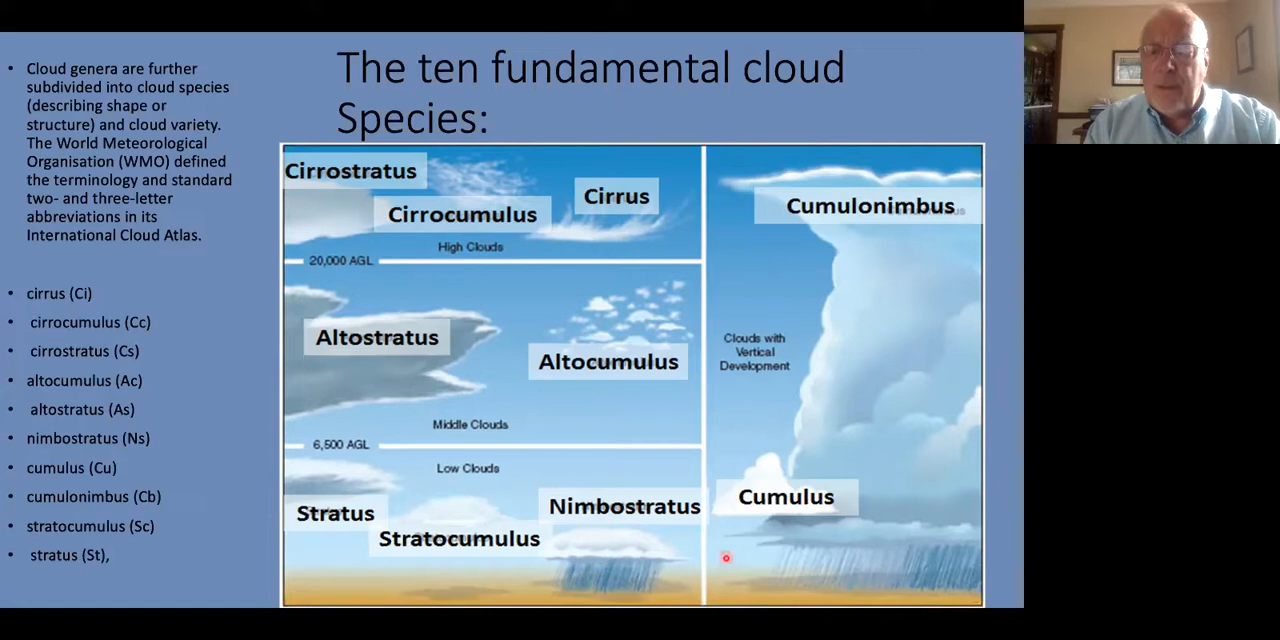 The ten fundamental cloud
Species:
• Cloud genera are further
subdivided into cloud species
(describing shape or
structure) and cloud variety.
The World Meteorological
Organisation (WMO) defined
the terminology and standard
two- and three-letter
abbreviations in its
International Cloud Atlas.
• cirrus (Ci)
• cirrocumulus (Cc)
• cirrostratus (Cs)
• altocumulus (Ac)
• altostratus (As)
• nimbostratus (Ns)
• cumulus (Cu)
• cumulonimbus (Cb)
• stratocumulus (Sc)
• stratus (St),
Cirrostratus
Cirrocumulus
Cirrus
High Clouds
20,000 AGL
Altostratus
Altocumulus
Middle Clouds
6,500 AGL
Low Clouds
Stratus
Stratocumulus
Nimbostratus
Cumulonimbus
Clouds with
Vertical
Development
Cumulus